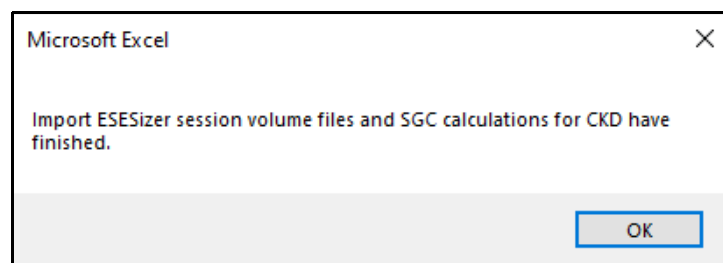 Microsoft Excel
Import ESESizer session volume files and SGC calculations for CKD have
finished.
OK